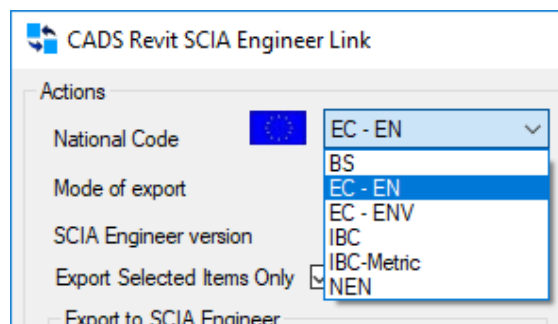 CADS Revit SCIA Engineer Link
Actions
National Code
EC - EN
BS
EC - EN
EC - ENV
IBC
IBC-Metric
NEN
Mode of export
SCIA Engineer version
Export Selected Items Only
Export to SCIA Engineer